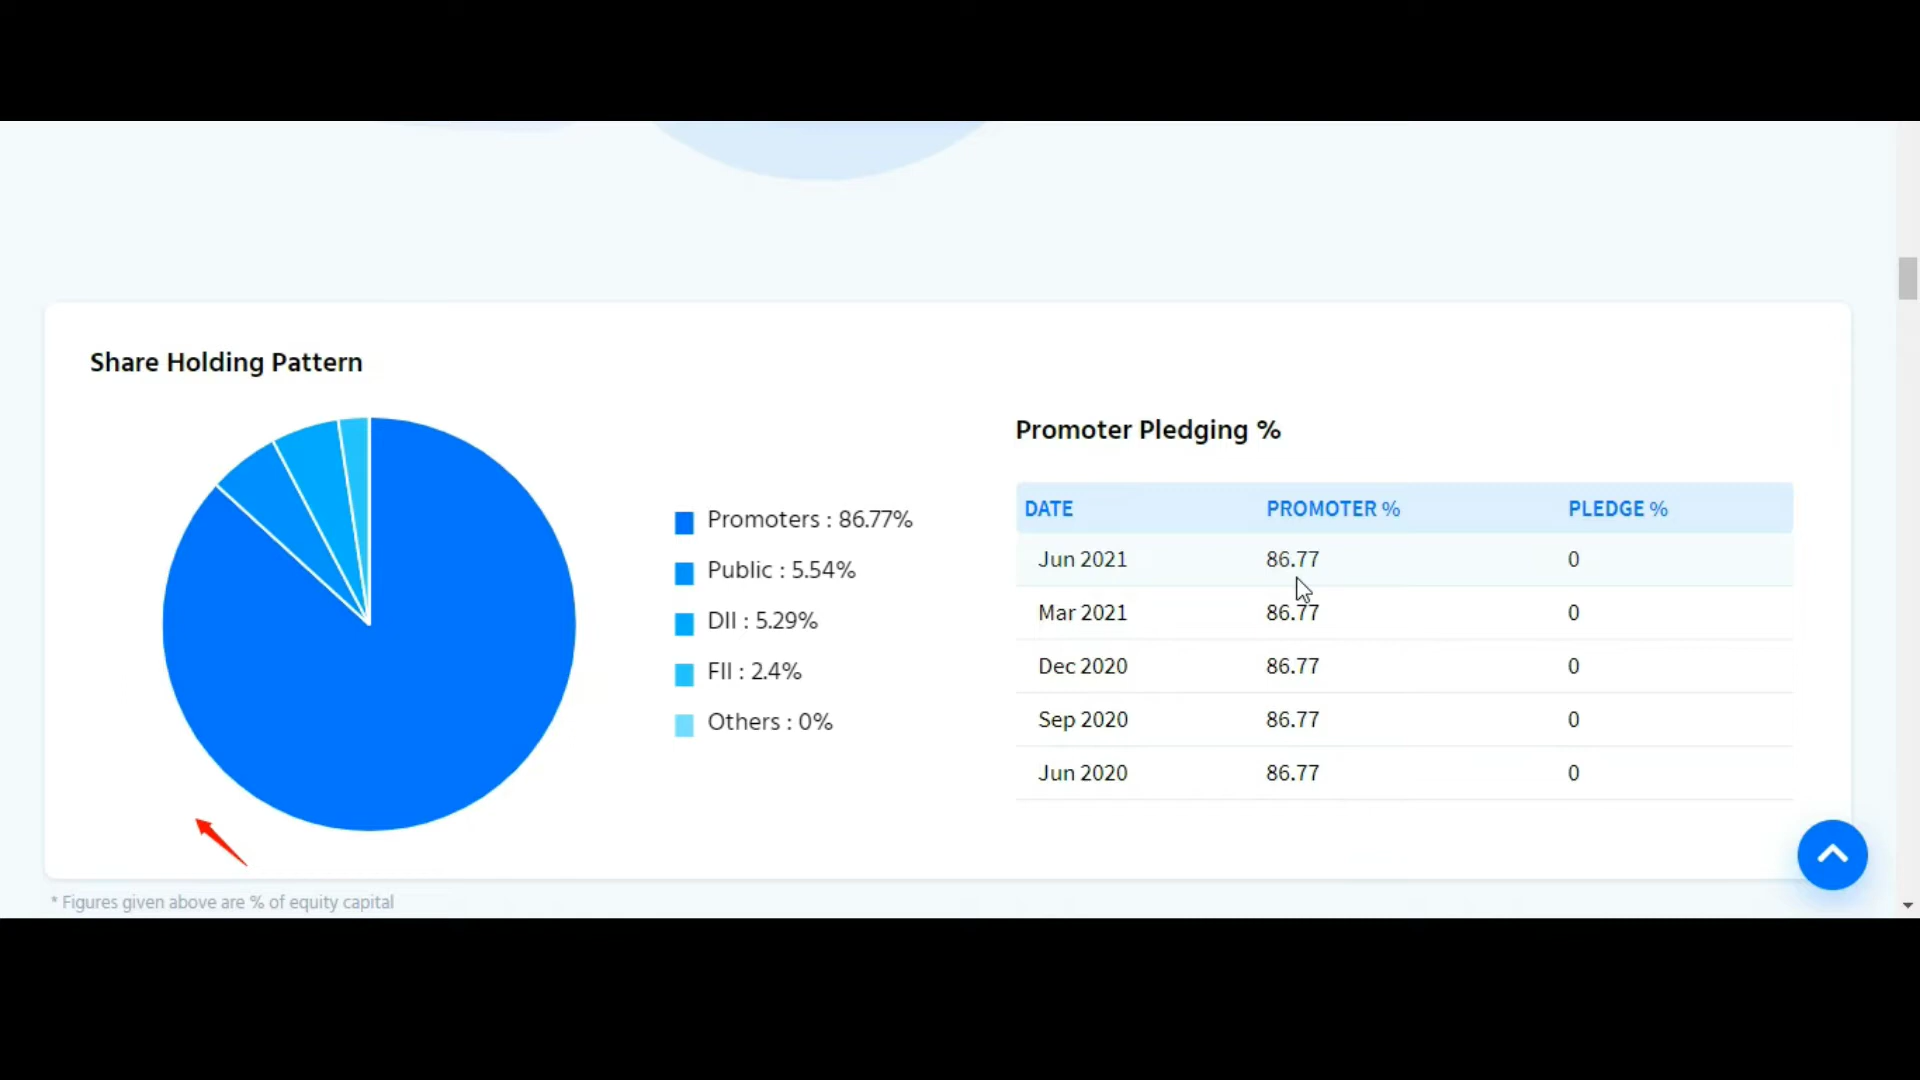 Share Holding Pattern
Promoters : 86.77%
Public : 5.54%
DII : 5.29%
FII : 2.4%
Others : 0%
Promoter Pledging %
DATE PROMOTER % PLEDGE %
Jun 2021 86.77 0
Mar 2021 86.77 0
Dec 2020 86.77 0
Sep 2020 86.77 0
Jun 2020 86.77 0
* Figures given above are % of equity capital